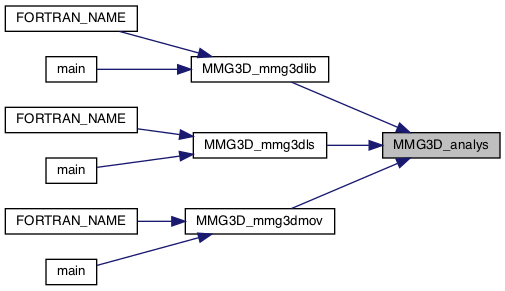 FORTRAN_NAME
main
MMG3D_mmg3dlib
FORTRAN_NAME
main
MMG3D_mmg3dls
MMG3D_analys
FORTRAN_NAME
main
MMG3D_mmg3dmov